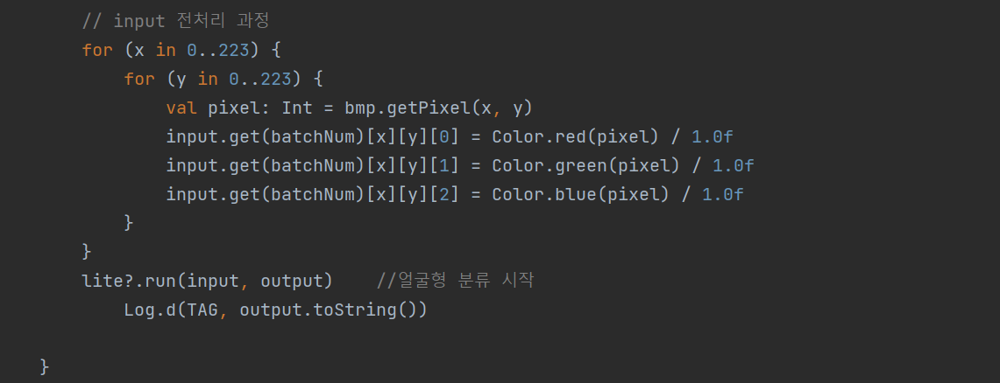 // input 전처리 과정
for (x in 0..223) {
for (y in 0..223) {
val pixel: Int = bmp.getPixel(x, y)
input.get(batchNum)[x][y][0] = Color.red(pixel) / 1.0f
input.get(batchNum)[x][y][1] = Color.green(pixel) / 1.0f
input.get(batchNum)[x][y][2] = Color.blue(pixel) / 1.0f
}
}
lite?.run(input, output) //얼굴형 분류 시작
Log.d(TAG, output.toString())
}